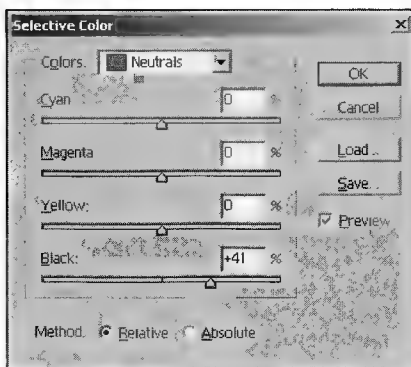 Selective Color
Colors: Neutrals
OK
Cyan 0 %
Cancel
Magenta 0 %
Load...
Yellow: 0 %
Save...
Preview
Black: +41 %
Method: Relative Absolute